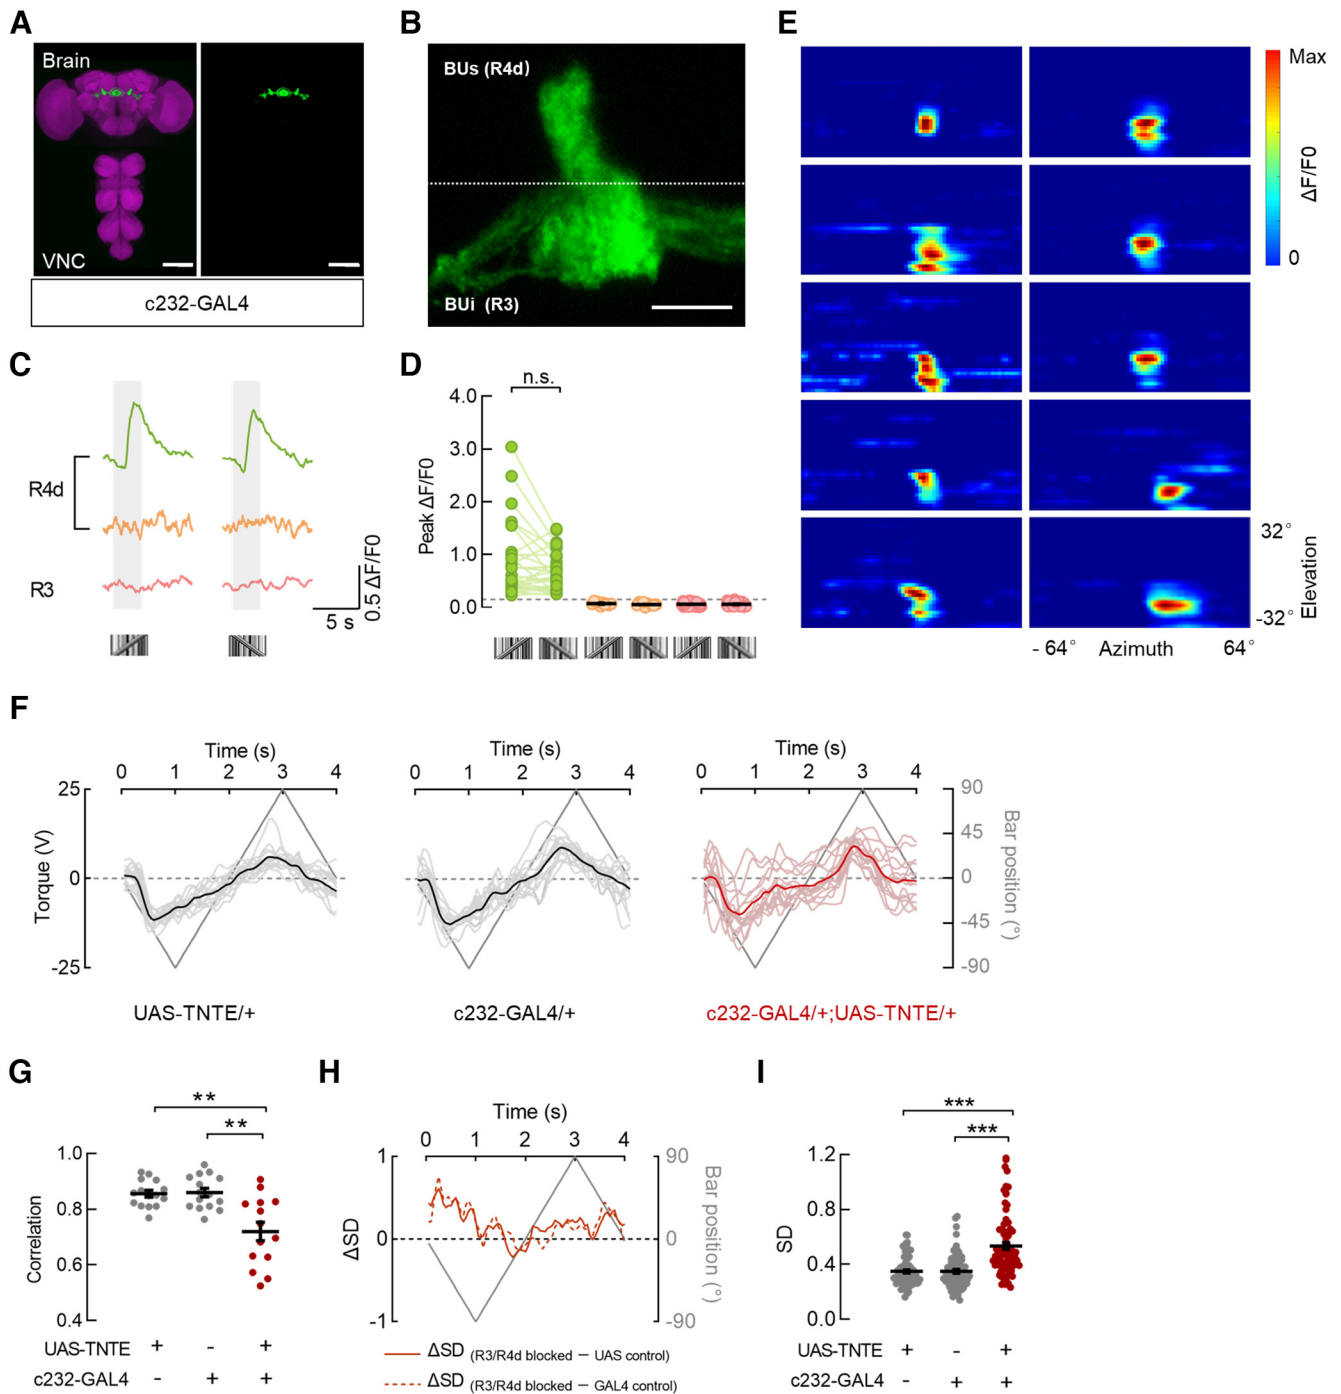 A
Brain
VNC
c232-GAL4
B
BUs (R4d)
BUi (R3)
C
R4d
R3
0.5 ΔF/F0
5 s
D
n.s.
4.0
3.0
2.0
1.0
0.0
Peak ΔF/F0
E
Max
0
ΔF/F0
32°
-32°
Elevation
- 64°
Azimuth
64°
F
Time (s)
0 1 2 3 4
25
0
-25
Torque (V)
UAS-TNTE/+
Time (s)
0 1 2 3 4
c232-GAL4/+
Time (s)
0 1 2 3 4
90
45
0
-45
-90
Bar position (°)
c232-GAL4/+;UAS-TNTE/+
G
**
**
1.0
0.8
0.6
0.4
Correlation
UAS-TNTE + - +
c232-GAL4 - + +
H
Time (s)
0 1 2 3 4
1
0
-1
ΔSD
90
0
-90
Bar position (°)
ΔSD (R3/R4d blocked − UAS control)
ΔSD (R3/R4d blocked − GAL4 control)
I
***
***
1.2
0.8
0.4
0.0
SD
UAS-TNTE + - +
c232-GAL4 - + +